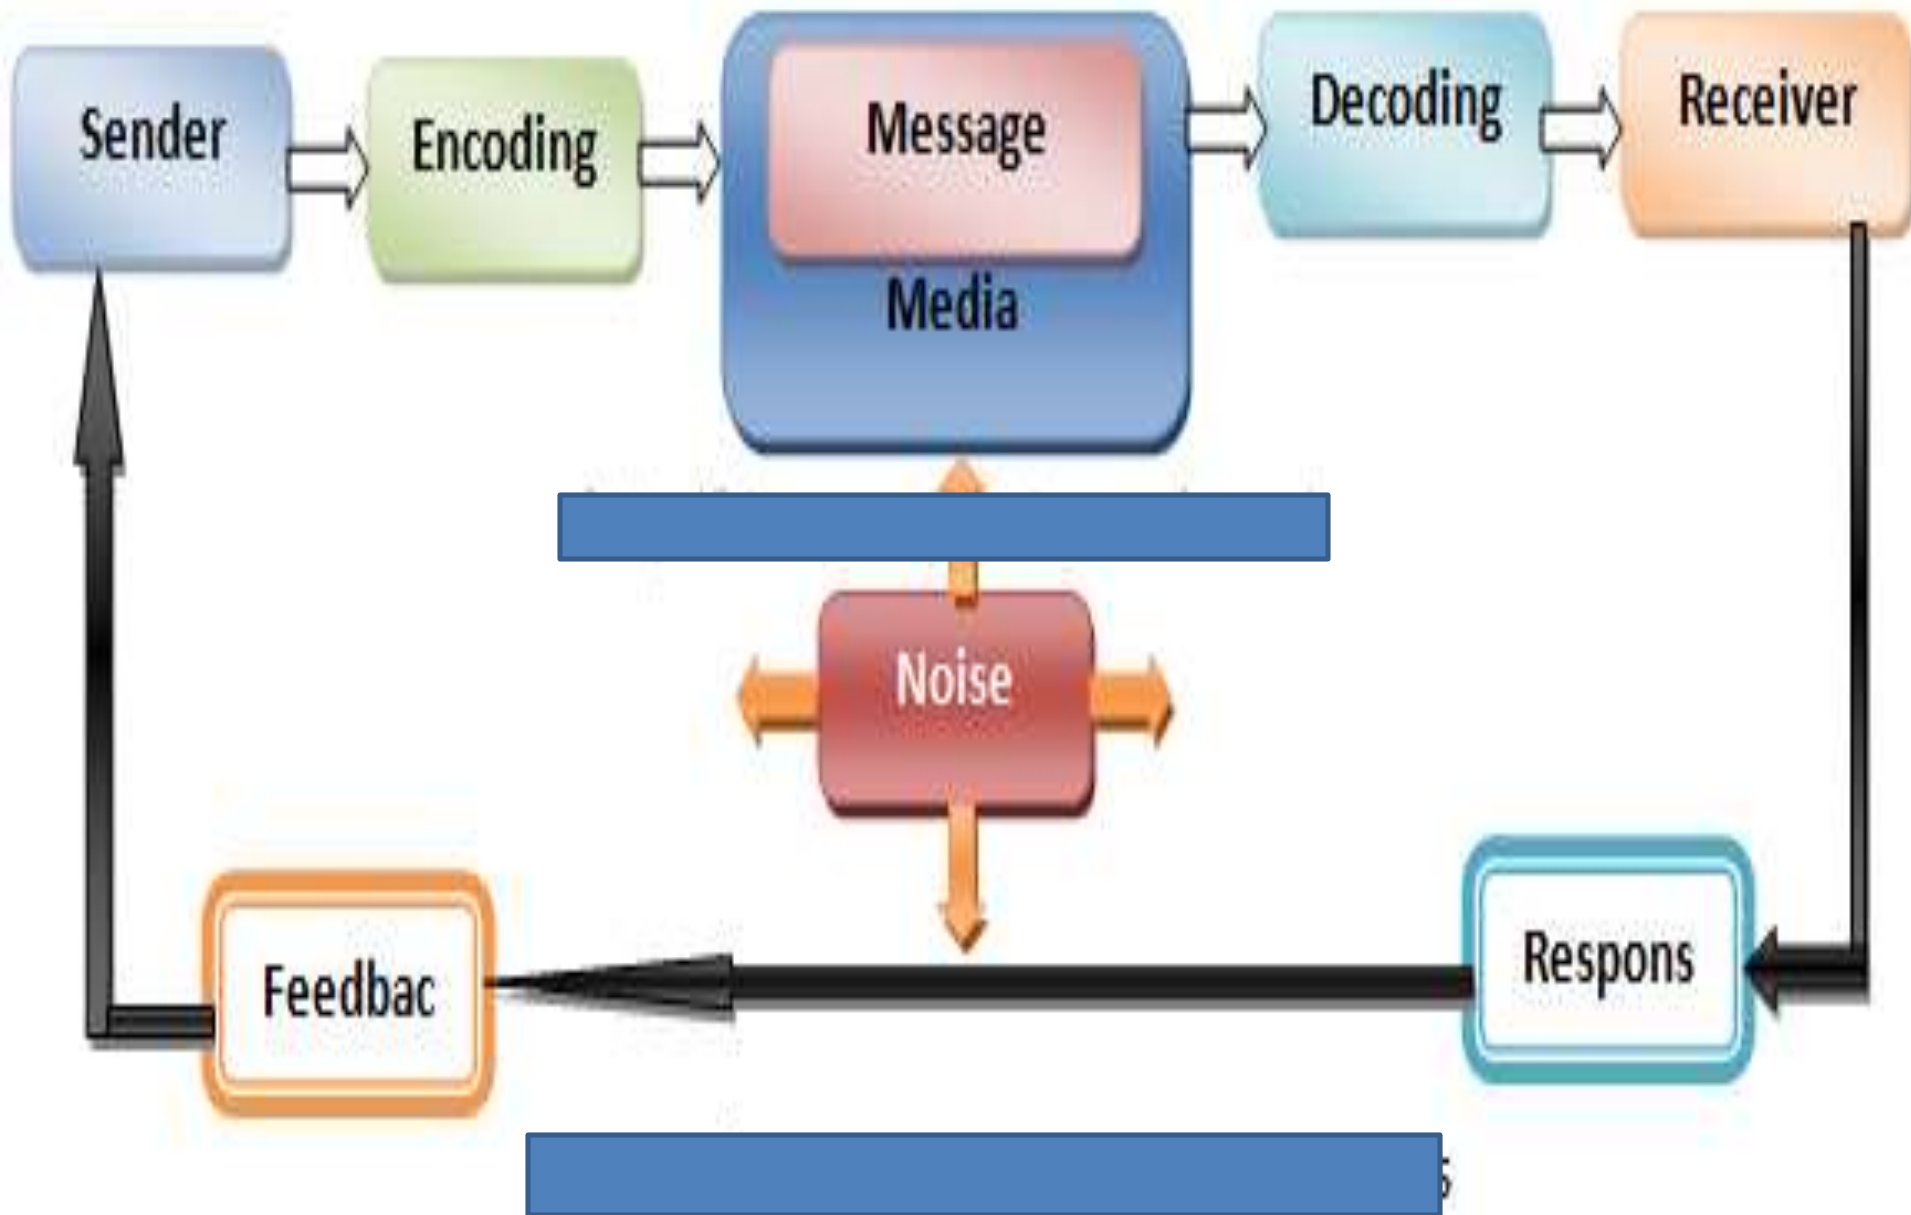 Sender
Encoding
Message
Media
Decoding
Receiver
Noise
Feedbac
Respons